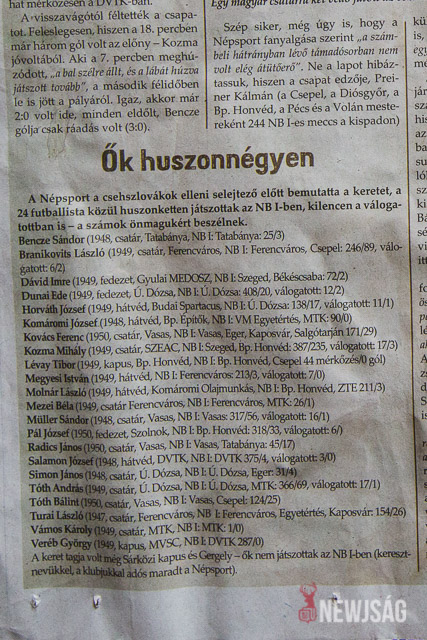 hat mérkőzésen a DVTK-ban.
A visszavágótól féltették a csapa-
tot. Feleslegesen, hiszen a 18. percben
már három gól volt az előny – Kozma
jóvoltából. Aki a 7. percben meghú-
zódott, „a bal szélre állt, és a lábát húzva
játszott tovább", a második félidőben
le is jött a pályáról. Igaz, akkor már
2:0 volt ide, minden eldőlt, Bencze
gólja csak ráadás volt (3:0).
Szép siker, még úgy is, hogy a
Népsport fanyalgása szerint „a szám-
beli hátrányban lévő támadósorban nem
volt elég átütőerő". Ne a lapot hibáz-
tassuk, hiszen a csapat edzője, Prei-
ner Kálmán (a Csepel, a Diósgyőr, a
Bp. Honvéd, a Pécs és a Volán meste-
reként 244 NB I-es meccs a kispadon)
Ők huszonnégyen
A Népsport a csehszlovákok elleni selejtező előtt bemutatta a keretet, a
24 futballista közül huszonketten játszottak az NB I-ben, kilencen a váloga-
tottban is – a számok önmagukért beszélnek.
Bencze Sándor (1948, csatár, Tatabánya, NB I: Tatabánya: 25/3)
Branikovits László (1949, csatár, Ferencváros, NB I: Ferencváros, Csepel: 246/89, válo-
gatott: 6/2)
Dávid Imre (1949, fedezet, Gyulai MEDOSZ, NB I: Szeged, Békéscsaba: 72/2)
Dunai Ede (1949, fedezet, Ú. Dózsa, NB I: Ú. Dózsa: 408/20, válogatott: 12/2)
Horváth József (1949, hátvéd, Budai Spartacus, NB I: Ú. Dózsa: 138/17, válogatott: 11/1)
Komáromi József (1948, hátvéd, Bp. Építők, NB I: VM Egyetértés, MTK: 90/0)
Kovács Ferenc (1950, csatár, Vasas, NB I: Vasas, Eger, Kaposvár, Salgótarján 171/29)
Kozma Mihály (1949, csatár, SZEAC, NB I: Szeged, Bp. Honvéd: 387/235, válogatott: 17/3)
Lévay Tibor (1949, kapus, Bp. Honvéd, NB I: Bp. Honvéd, Csepel 44 mérkőzés/0 gól)
Megyesi István (1949, hátvéd, NB I: Ferencváros: 213/3, válogatott: 7/0)
Molnár László (1949, hátvéd, Komáromi Olajmunkás, NB I: Bp. Honvéd, ZTE 211/3)
Mezei Béla (1949, csatár Ferencváros, NB I: Ferencváros, MTK: 26/1)
Müller Sándor (1948, csatár, Vasas, NB I: Vasas: 317/56, válogatott: 16/1)
Pál József (1950, fedezet, Szolnok, NB I: Bp. Honvéd: 318/33, válogatott: 6/)
Radics János (1950, csatár, Vasas, NB I: Vasas, Tatabánya: 45/17)
Salamon József (1948, hátvéd, DVTK, NB I: DVTK 375/4, válogatott: 3/0)
Simon János (1948, csatár, Ú. Dózsa, NB I: Ú. Dózsa, Eger: 31/4)
Tóth András (1949, csatár, Ú. Dózsa, NB I: Ú. Dózsa, MTK: 366/69, válogatott: 17/1)
Tóth Bálint (1950, csatár, Vasas, NB I: Vasas, Csepel: 124/25)
Turai László (1947, csatár, Ferencváros, NB I: Ferencváros, Egyetértés, Kaposvár: 154/26)
Vámos Károly (1949, csatár, MTK, NB I: MTK: 1/0)
Veréb György (1949, kapus, MVSC, NB I: DVTK 287/0)
A keret tagja volt még Sárközi kapus és Gergely – ők nem játszottak az NB I-ben (kereszt-
nevükkel, a klubjukkal adós maradt a Népsport).
NEWJSÁG